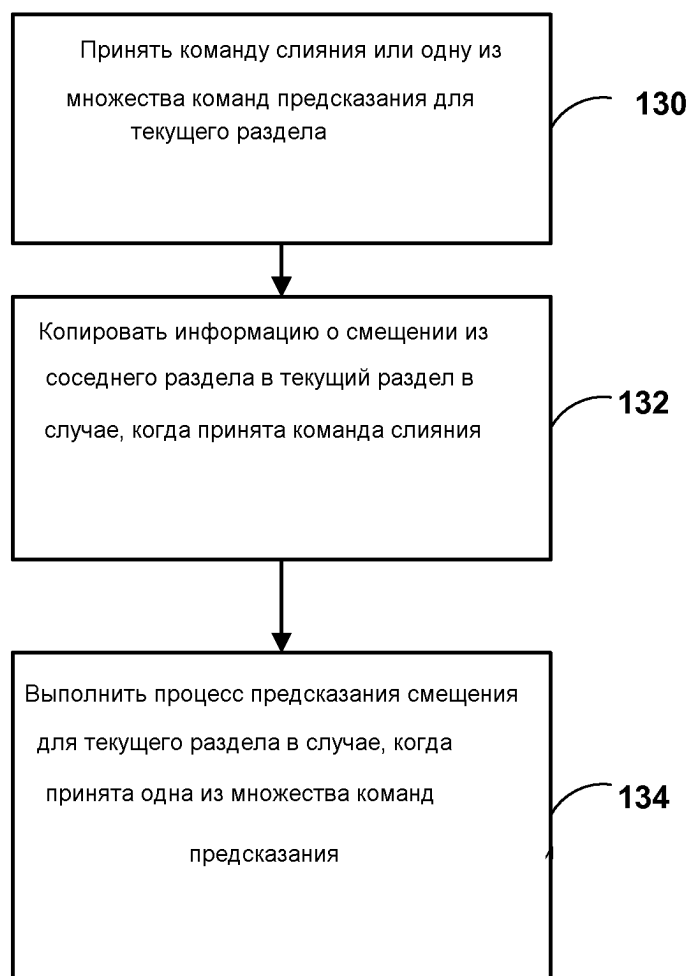 Принять команду слияния или одну из
множества команд предсказания для
текущего раздела
130
Копировать информацию о смещении из
соседнего раздела в текущий раздел в
случае, когда принята команда слияния
132
Выполнить процесс предсказания смещения
для текущего раздела в случае, когда
принята одна из множества команд
предсказания
134